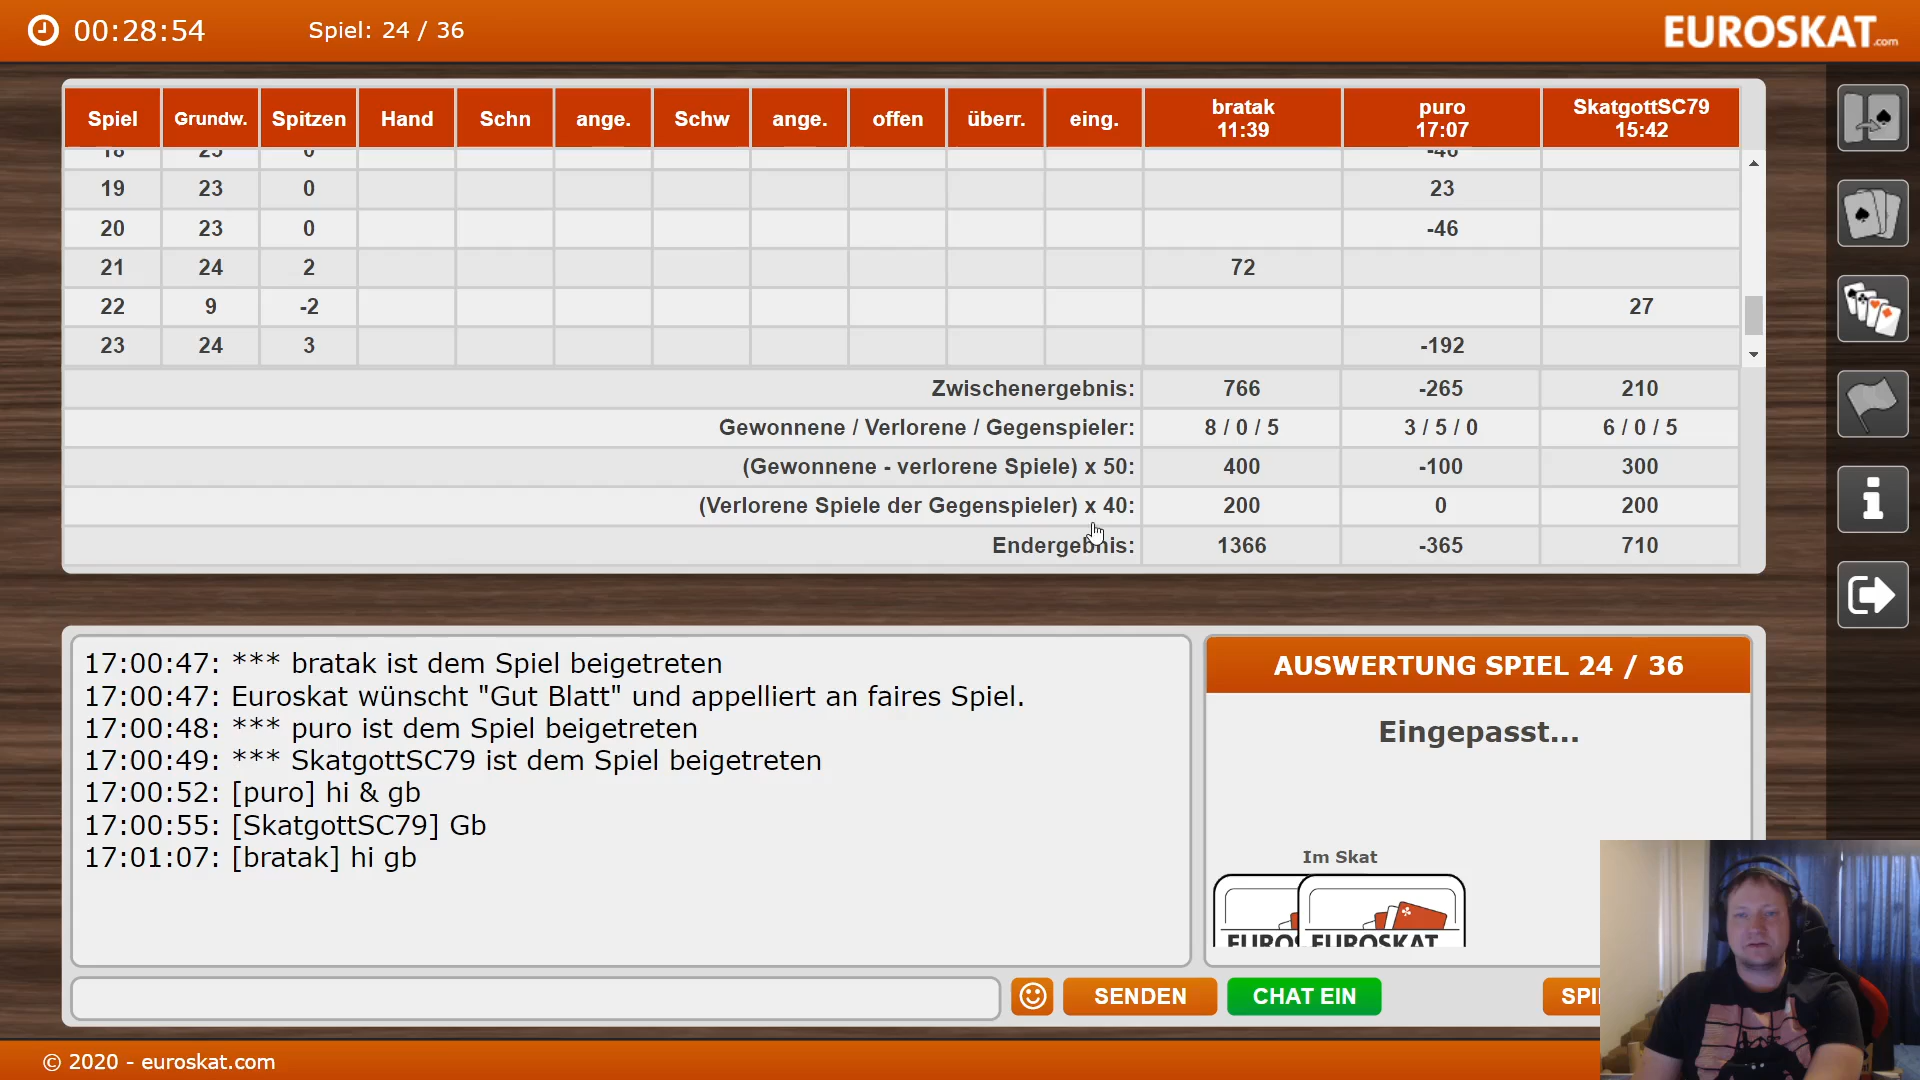 00:28:54 Spiel: 24 / 36 EUROSKAT.com
Spiel Grundw. Spitzen Hand Schn ange. Schw ange. offen überr. eing. bratak 11:39 puro 17:07 SkatgottSC79 15:42
19 23 0 23
20 23 0 -46
21 24 2 72
22 9 -2 27
23 24 3 -192
Zwischenergebnis: 766 -265 210
Gewonnene / Verlorene / Gegenspieler: 8 / 0 / 5 3 / 5 / 0 6 / 0 / 5
(Gewonnene - verlorene Spiele) x 50: 400 -100 300
(Verlorene Spiele der Gegenspieler) x 40: 200 0 200
Endergebnis: 1366 -365 710
17:00:47: *** bratak ist dem Spiel beigetreten
17:00:47: Euroskat wünscht "Gut Blatt" und appelliert an faires Spiel.
17:00:48: *** puro ist dem Spiel beigetreten
17:00:49: *** SkatgottSC79 ist dem Spiel beigetreten
17:00:52: [puro] hi & gb
17:00:55: [SkatgottSC79] Gb
17:01:07: [bratak] hi gb
AUSWERTUNG SPIEL 24 / 36
Eingepasst...
Im Skat
EUROS EUROSKAT
SENDEN CHAT EIN SPI
© 2020 - euroskat.com